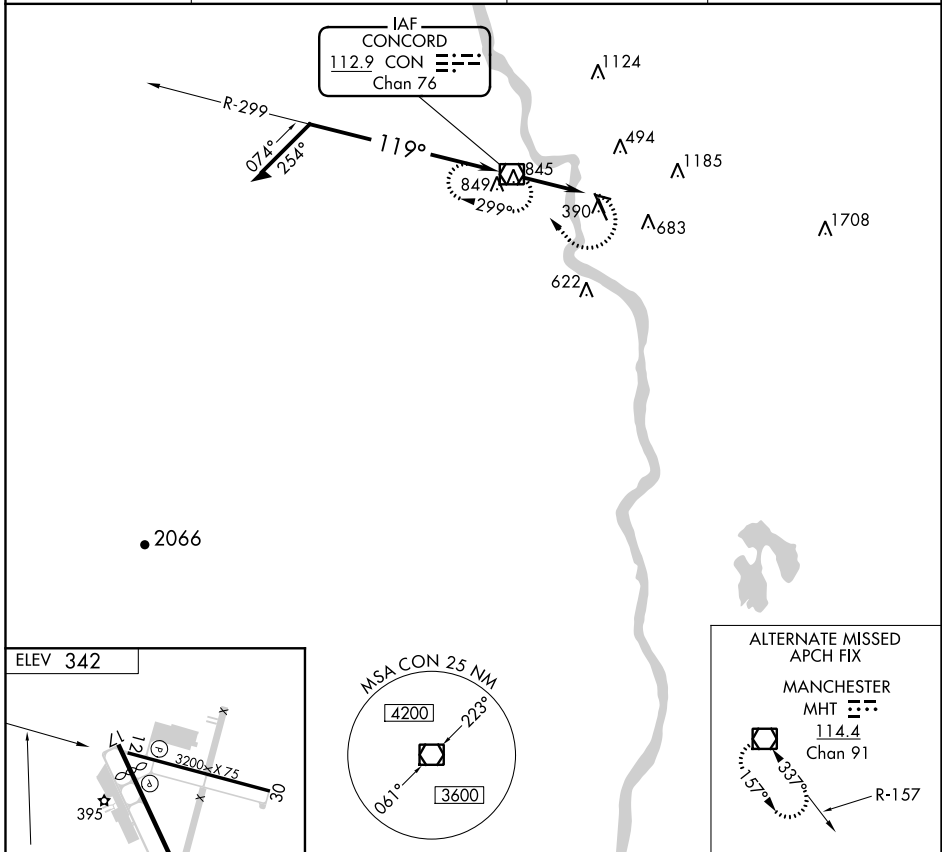 IAF
CONCORD
112.9 CON
Chan 76
1124
R-299
494
119°
074°
254°
845
1185
849
299°
390
683
1708
622
2066
ELEV 342
17
12
P
3200 X 75
P
30
395
X
X
X
MSA CON 25 NM
4200
223°
061°
3600
ALTERNATE MISSED
APCH FIX
MANCHESTER
MHT
114.4
Chan 91
337°
157°
R-157